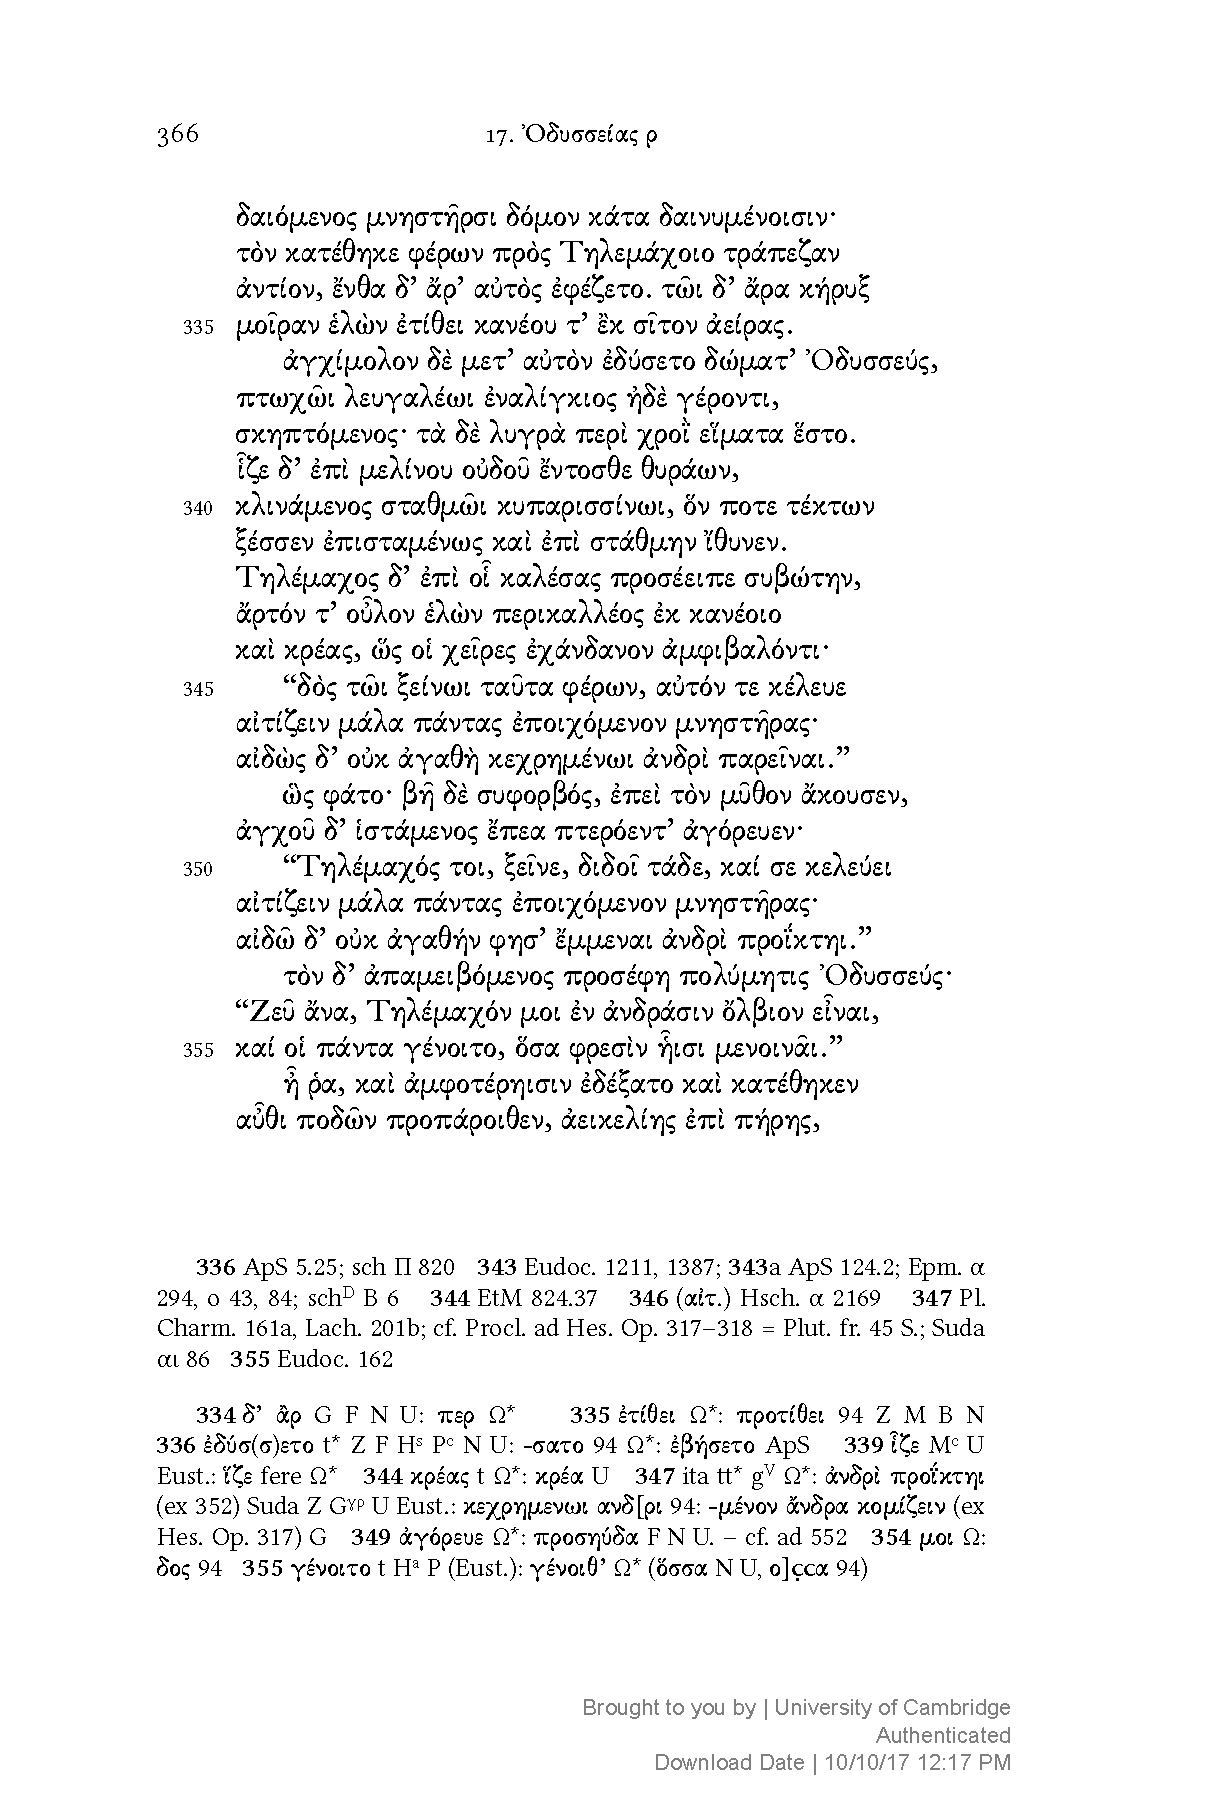 366 17. Ὀδυσσείας ρ
δαιόμενος μνηστῆρσι δόμον κάτα δαινυμένοισιν·
τὸν κατέθηκε φέρων πρὸς Τηλεμάχοιο τράπεζαν
ἀντίον, ἔνθα δ’ ἄρ’ αὐτὸς ἐφέζετο. τῶι δ’ ἄρα κήρυξ
335 μοῖραν ἑλὼν ἐτίθει κανέου τ’ ἒκ σῖτον ἀείρας.
ἀγχίμολον δὲ μετ’ αὐτὸν ἐδύσετο δώματ’ Ὀδυσσεύς,
πτωχῶι λευγαλέωι ἐναλίγκιος ἠδὲ γέροντι,
σκηπτόμενος· τὰ δὲ λυγρὰ περὶ χροῒ εἵματα ἕστο.
ἷζε δ’ ἐπὶ μελίνου οὐδοῦ ἔντοσθε θυράων,
340 κλινάμενος σταθμῶι κυπαρισσίνωι, ὅν ποτε τέκτων
ξέσσεν ἐπισταμένως καὶ ἐπὶ στάθμην ἴθυνεν.
Τηλέμαχος δ’ ἐπὶ οἷ καλέσας προσέειπε συβώτην,
ἄρτόν τ’ οὖλον ἑλὼν περικαλλέος ἐκ κανέοιο
καὶ κρέας, ὥς οἱ χεῖρες ἐχάνδανον ἀμφιβαλόντι·
345 “δὸς τῶι ξείνωι ταῦτα φέρων, αὐτόν τε κέλευε
αἰτίζειν μάλα πάντας ἐποιχόμενον μνηστῆρας·
αἰδὼς δ’ οὐκ ἀγαθὴ κεχρημένωι ἀνδρὶ παρεῖναι.”
ὣς φάτο· βῆ δὲ συφορβός, ἐπεὶ τὸν μῦθον ἄκουσεν,
ἀγχοῦ δ’ ἱστάμενος ἔπεα πτερόεντ’ ἀγόρευεν·
350 “Τηλέμαχός τοι, ξεῖνε, διδοῖ τάδε, καί σε κελεύει
αἰτίζειν μάλα πάντας ἐποιχόμενον μνηστῆρας·
αἰδῶ δ’ οὐκ ἀγαθήν φησ’ ἔμμεναι ἀνδρὶ προΐκτηι.”
τὸν δ’ ἀπαμειβόμενος προσέφη πολύμητις Ὀδυσσεύς·
“Ζεῦ ἄνα, Τηλέμαχόν μοι ἐν ἀνδράσιν ὄλβιον εἶναι,
355 καί οἱ πάντα γένοιτο, ὅσα φρεσὶν ἧισι μενοινᾶι.”
ἦ ῥα, καὶ ἀμφοτέρηισιν ἐδέξατο καὶ κατέθηκεν
αὖθι ποδῶν προπάροιθεν, ἀεικελίης ἐπὶ πήρης,
336 ApS 5.25; sch Π 820 343 Eudoc. 1211, 1387; 343a ApS 124.2; Epm. α
294, ο 43, 84; schD Β 6 344 EtM 824.37 346 (αἰτ.) Hsch. α 2169 347 Pl.
Charm. 161a, Lach. 201b; cf. Procl. ad Hes. Op. 317–318 = Plut. fr. 45 S.; Suda
αι 86 355 Eudoc. 162
334 δ’ ἂρ G F N U: περ Ω* 335 ἐτίθει Ω*: προτίθει 94 Z M B N
336 ἐδύσ(σ)ετο t* Z F Hs Pc N U: -σατο 94 Ω*: ἐβήσετο ApS 339 ἷζε Mc U
Eust.: ἵζε fere Ω* 344 κρέας t Ω*: κρέα U 347 ita tt* gV Ω*: ἀνδρὶ προΐκτηι
(ex 352) Suda Z Gγρ U Eust.: κεχρημενωι ανδ[ρι 94: -μένον ἄνδρα κομίζειν (ex
Hes. Op. 317) G 349 ἀγόρευε Ω*: προσηύδα F N U. – cf. ad 552 354 μοι Ω:
δος 94 355 γένοιτο t Ha P (Eust.): γένοιθ’ Ω* (ὅσσα N U, ο]ς̣ϲα 94)
Brought to you by | University of Cambridge
Authenticated
Download Date | 10/10/17 12:17 PM